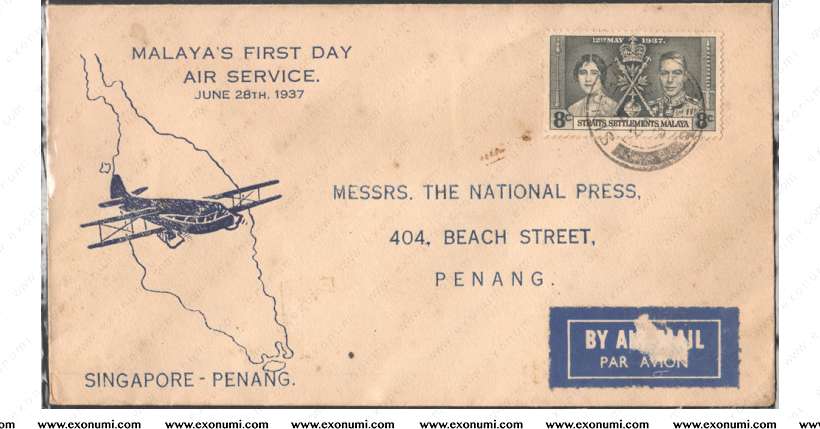 MALAYA'S FIRST DAY
AIR SERVICE.
JUNE 28TH, 1937
12TH MAY 1937.
8C STRAITS SETTLEMENTS MALAYA 8C
MESSRS. THE NATIONAL PRESS,
404, BEACH STREET,
PENANG.
BY AIR MAIL
PAR AVION
SINGAPORE - PENANG.
www.exonumi.com www.exonumi.com www.exonumi.com www.exonumi.com www.exonumi.com www.exonumi.com